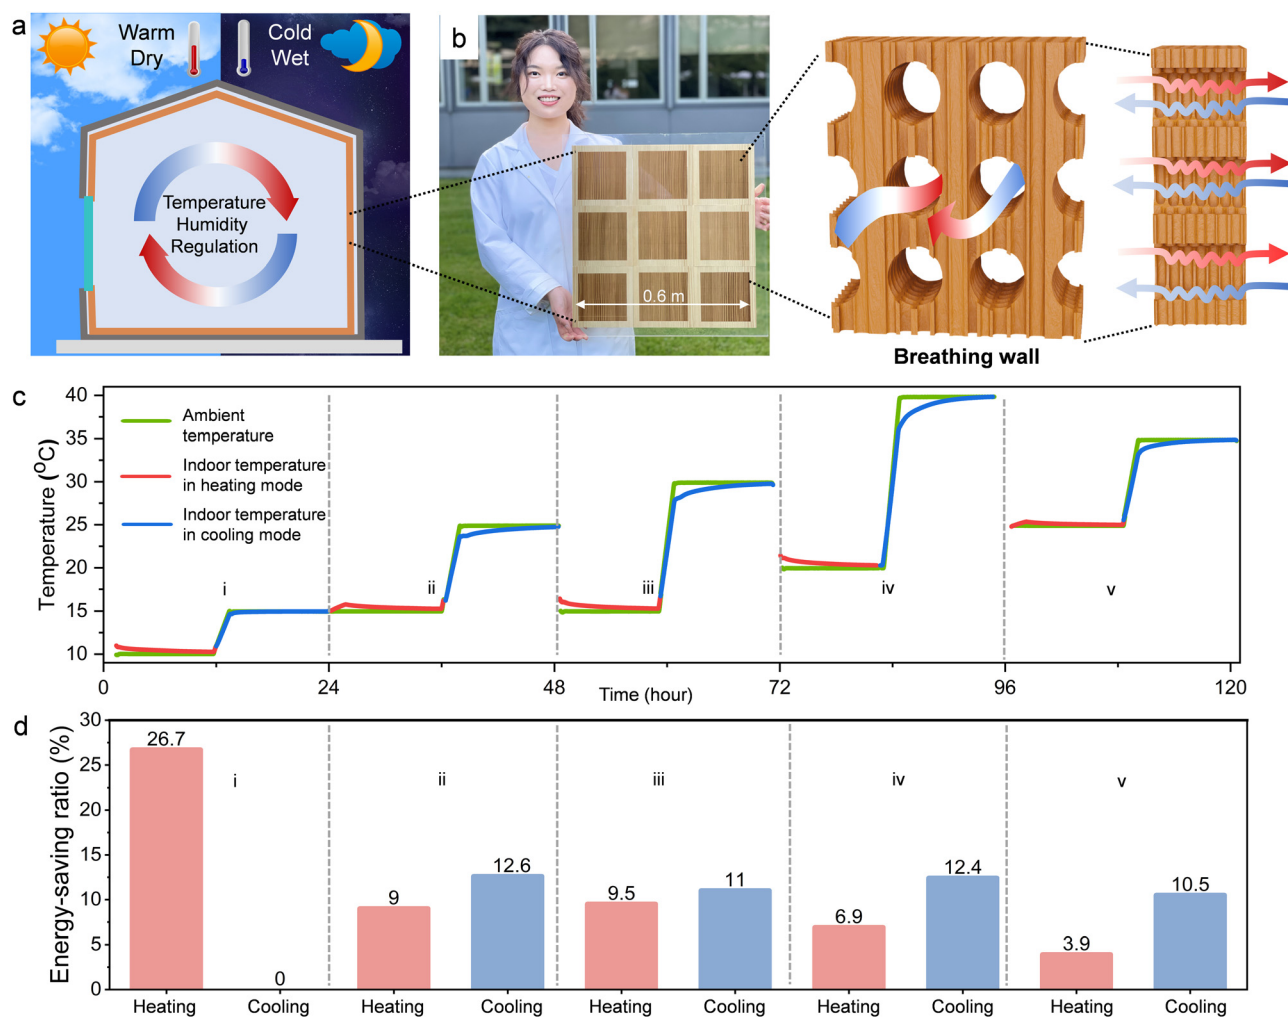 a
Warm
Dry
Cold
Wet
Temperature
Humidity
Regulation
b
0.6 m
Breathing wall
c
Temperature (°C)
40
35
30
25
20
15
10
Ambient
temperature
Indoor temperature
in heating mode
Indoor temperature
in cooling mode
i
ii
iii
iv
v
0
24
48
72
96
120
Time (hour)
d
Energy-saving ratio (%)
30
25
20
15
10
5
0
26.7
0
9
12.6
9.5
11
6.9
12.4
3.9
10.5
i
ii
iii
iv
v
Heating
Cooling
Heating
Cooling
Heating
Cooling
Heating
Cooling
Heating
Cooling